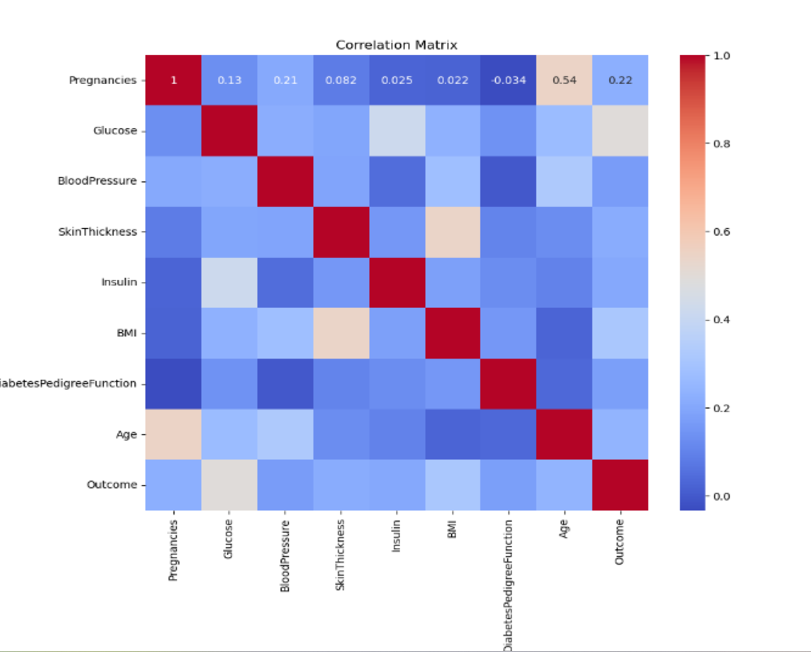 Correlation Matrix
Pregnancies 1 0.13 0.21 0.082 0.025 0.022 -0.034 0.54 0.22
Glucose
BloodPressure
SkinThickness
Insulin
BMI
iabetesPedigreeFunction
Age
Outcome
Pregnancies Glucose BloodPressure SkinThickness Insulin BMI DiabetesPedigreeFunction Age Outcome
1.0
0.8
0.6
0.4
0.2
0.0